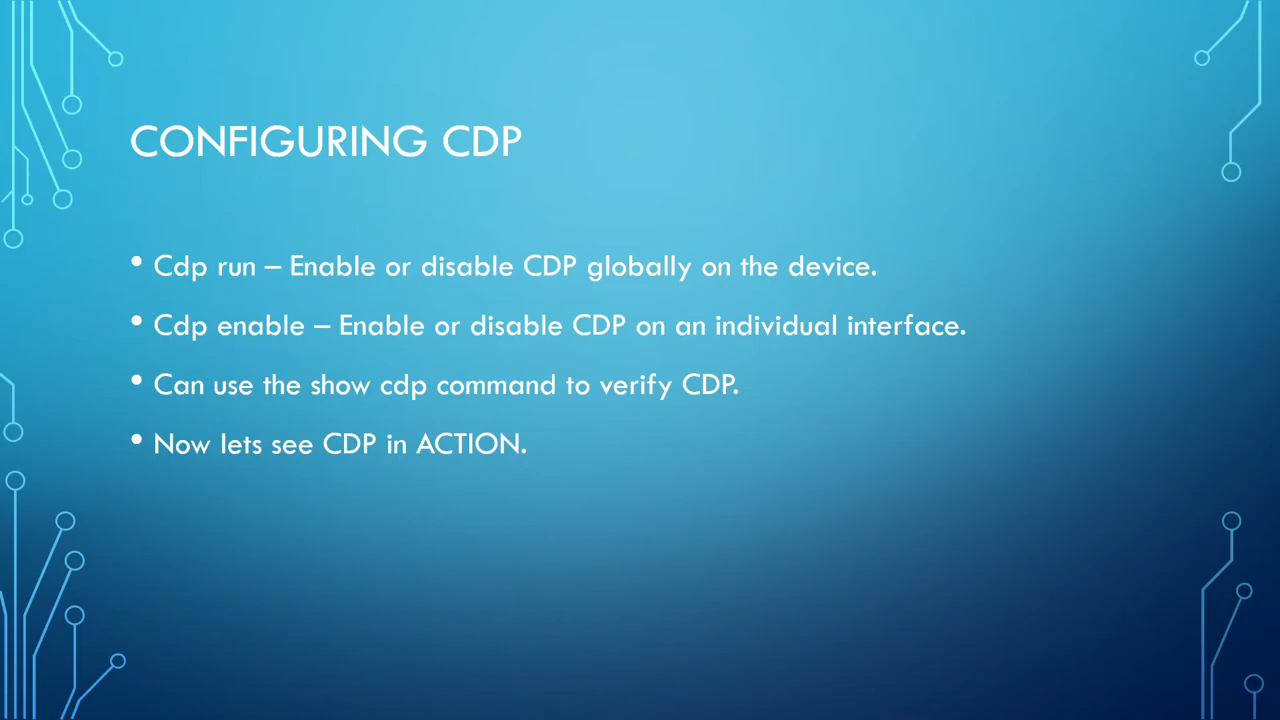 CONFIGURING CDP
• Cdp run – Enable or disable CDP globally on the device.
• Cdp enable – Enable or disable CDP on an individual interface.
• Can use the show cdp command to verify CDP.
• Now lets see CDP in ACTION.